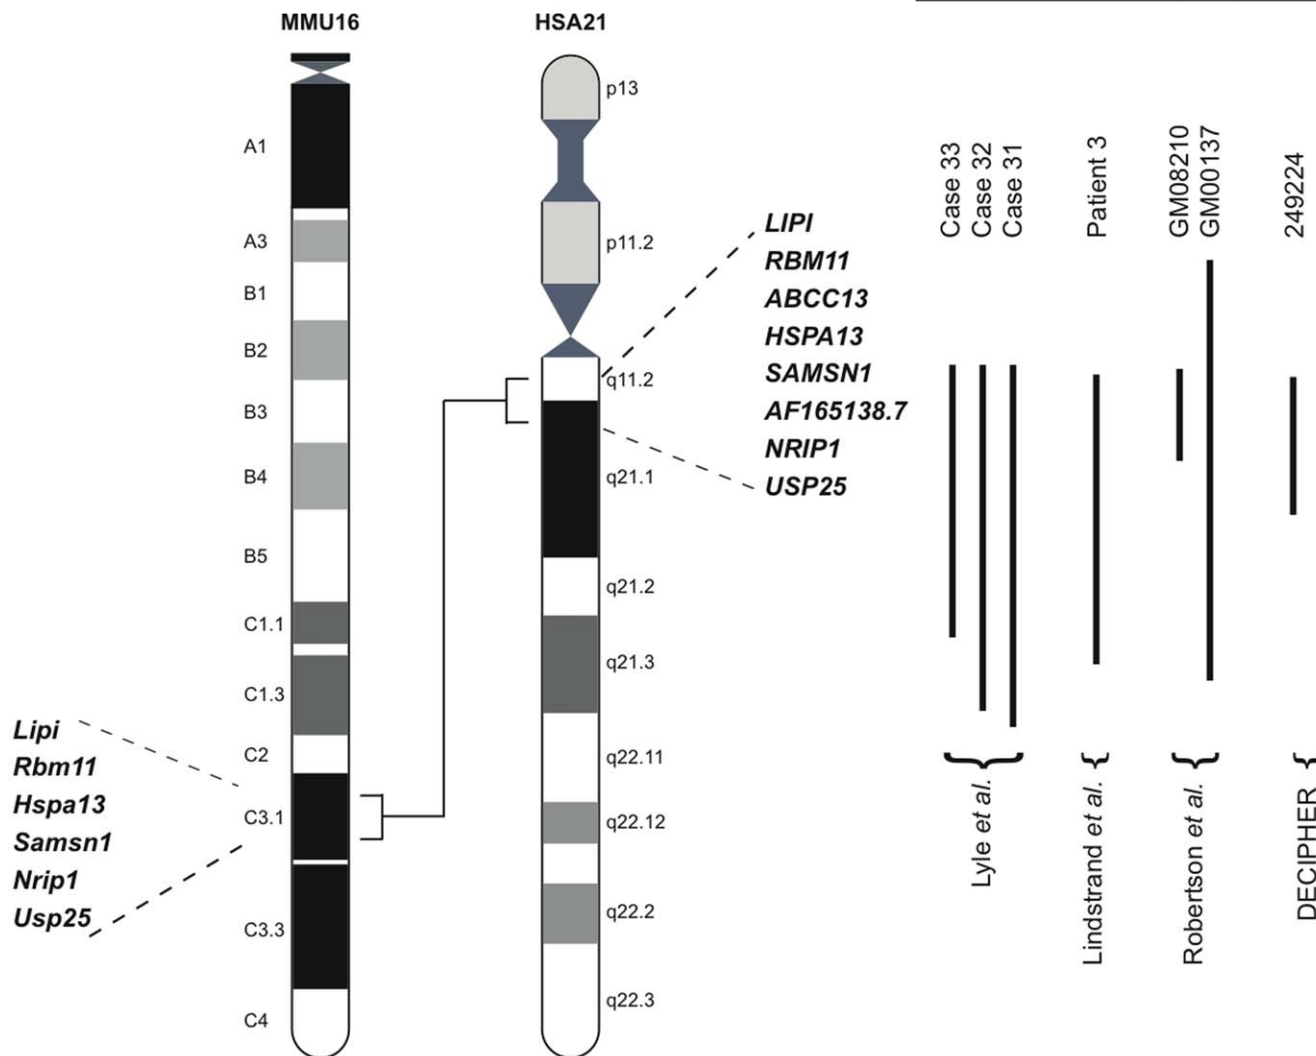 MMU16
HSA21
A1
A3
B1
B2
B3
B4
B5
C1.1
C1.3
C2
C3.1
C3.3
C4
Lipi
Rbm11
Hspa13
Samsn1
Nrip1
Usp25
p13
p11.2
q11.2
q21.1
q21.2
q21.3
q22.11
q22.12
q22.2
q22.3
LIPI
RBM11
ABCC13
HSPA13
SAMSN1
AF165138.7
NRIP1
USP25
Case 33
Case 32
Case 31
Patient 3
GM08210
GM00137
249224
Lyle et al.
Lindstrand et al.
Robertson et al.
DECIPHER